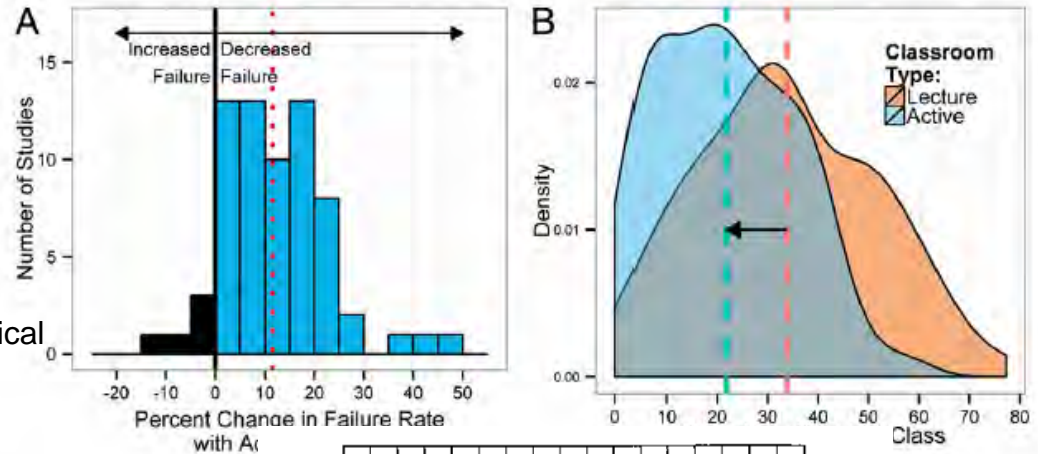 A
Increased Decreased
Failure Failure
Number of Studies
15
10
5
0
-20 -10 0 10 20 30 40 50
Percent Change in Failure Rate
with Ac
ical
B
Classroom
Type:
Lecture
Active
Density
0.02
0.01
0.00
0 10 20 30 40 50 60 70 80
Class